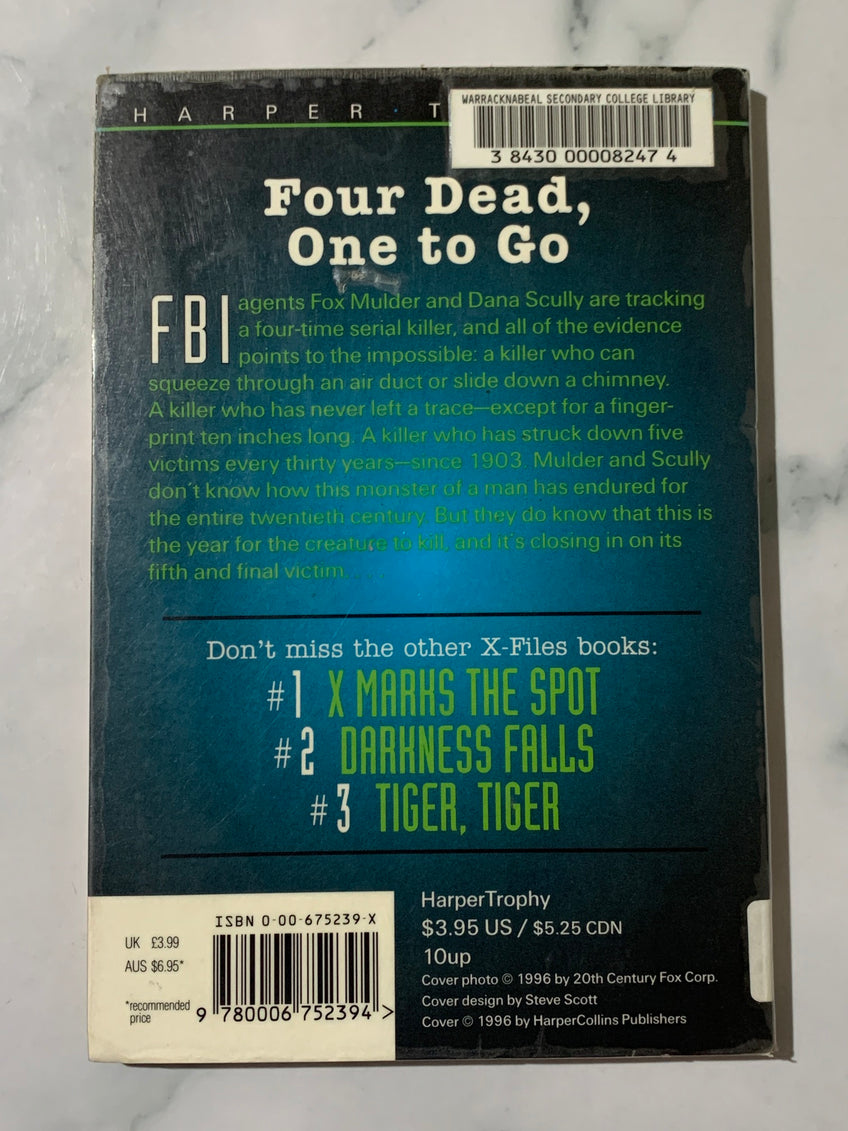 WARRACKNABEAL SECONDARY COLLEGE LIBRARY
3 8430 00008247 4
HARPER · T
Four Dead,
One to Go
FBI agents Fox Mulder and Dana Scully are tracking
a four-time serial killer, and all of the evidence
points to the impossible: a killer who can
squeeze through an air duct or slide down a chimney.
A killer who has never left a trace—except for a finger-
print ten inches long. A killer who has struck down five
victims every thirty years—since 1903. Mulder and Scully
don't know how this monster of a man has endured for
the entire twentieth century. But they do know that this is
the year for the creature to kill, and it's closing in on its
fifth and final victim. . . .
Don't miss the other X-Files books:
#1 X MARKS THE SPOT
#2 DARKNESS FALLS
#3 TIGER, TIGER
ISBN 0-00-675239-X
UK £3.99
AUS $6.95*
*recommended
price
9 780006 752394 >
HarperTrophy
$3.95 US / $5.25 CDN
10up
Cover photo © 1996 by 20th Century Fox Corp.
Cover design by Steve Scott
Cover © 1996 by HarperCollins Publishers